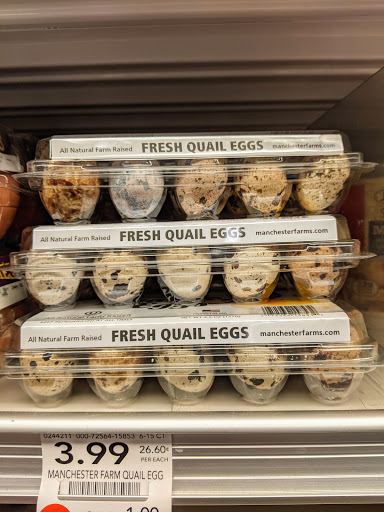 All Natural Farm Raised FRESH QUAIL EGGS manchesterfarms.com
All Natural Farm Raised FRESH QUAIL EGGS manchesterfarms.com
All Natural Farm Raised FRESH QUAIL EGGS manchesterfarms.com
0244211 000-72564-15853 6-15 CT
3.99 26.60¢
PER EACH
MANCHESTER FARM QUAIL EGG
1.00